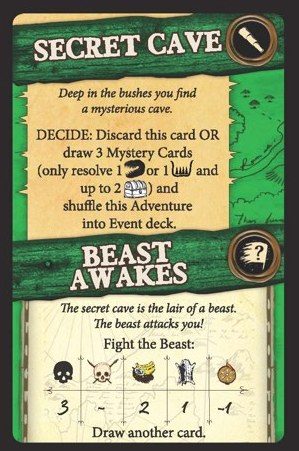 SECRET CAVE
Deep in the bushes you find
a mysterious cave.
DECIDE: Discard this card OR
draw 3 Mystery Cards
(only resolve 1 or 1 and
up to 2 ) and
shuffle this Adventure
into Event deck.
BEAST
AWAKES
?
The secret cave is the lair of a beast.
The beast attacks you!
Fight the Beast:
3 - 2 1 -1
Draw another card.